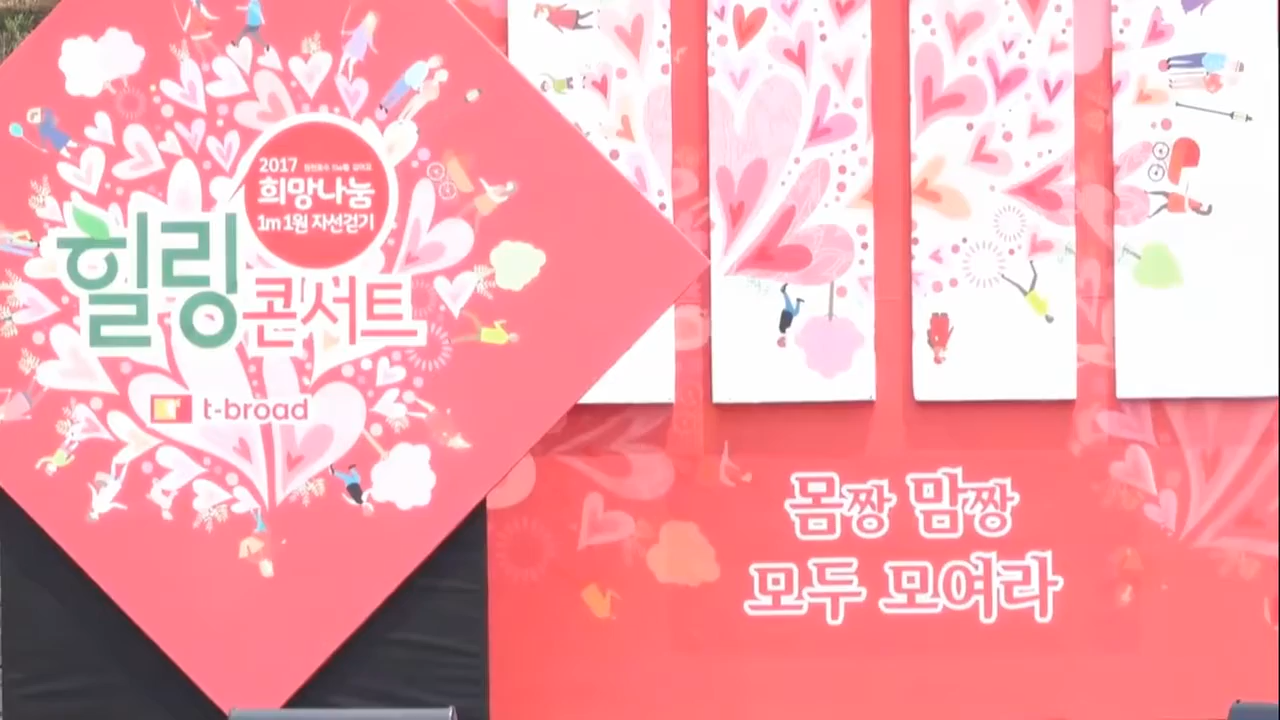 2017
희망나눔
1m 1원 자선걷기
힐링
콘서트
t-broad
몸짱 맘짱
모두 모여라